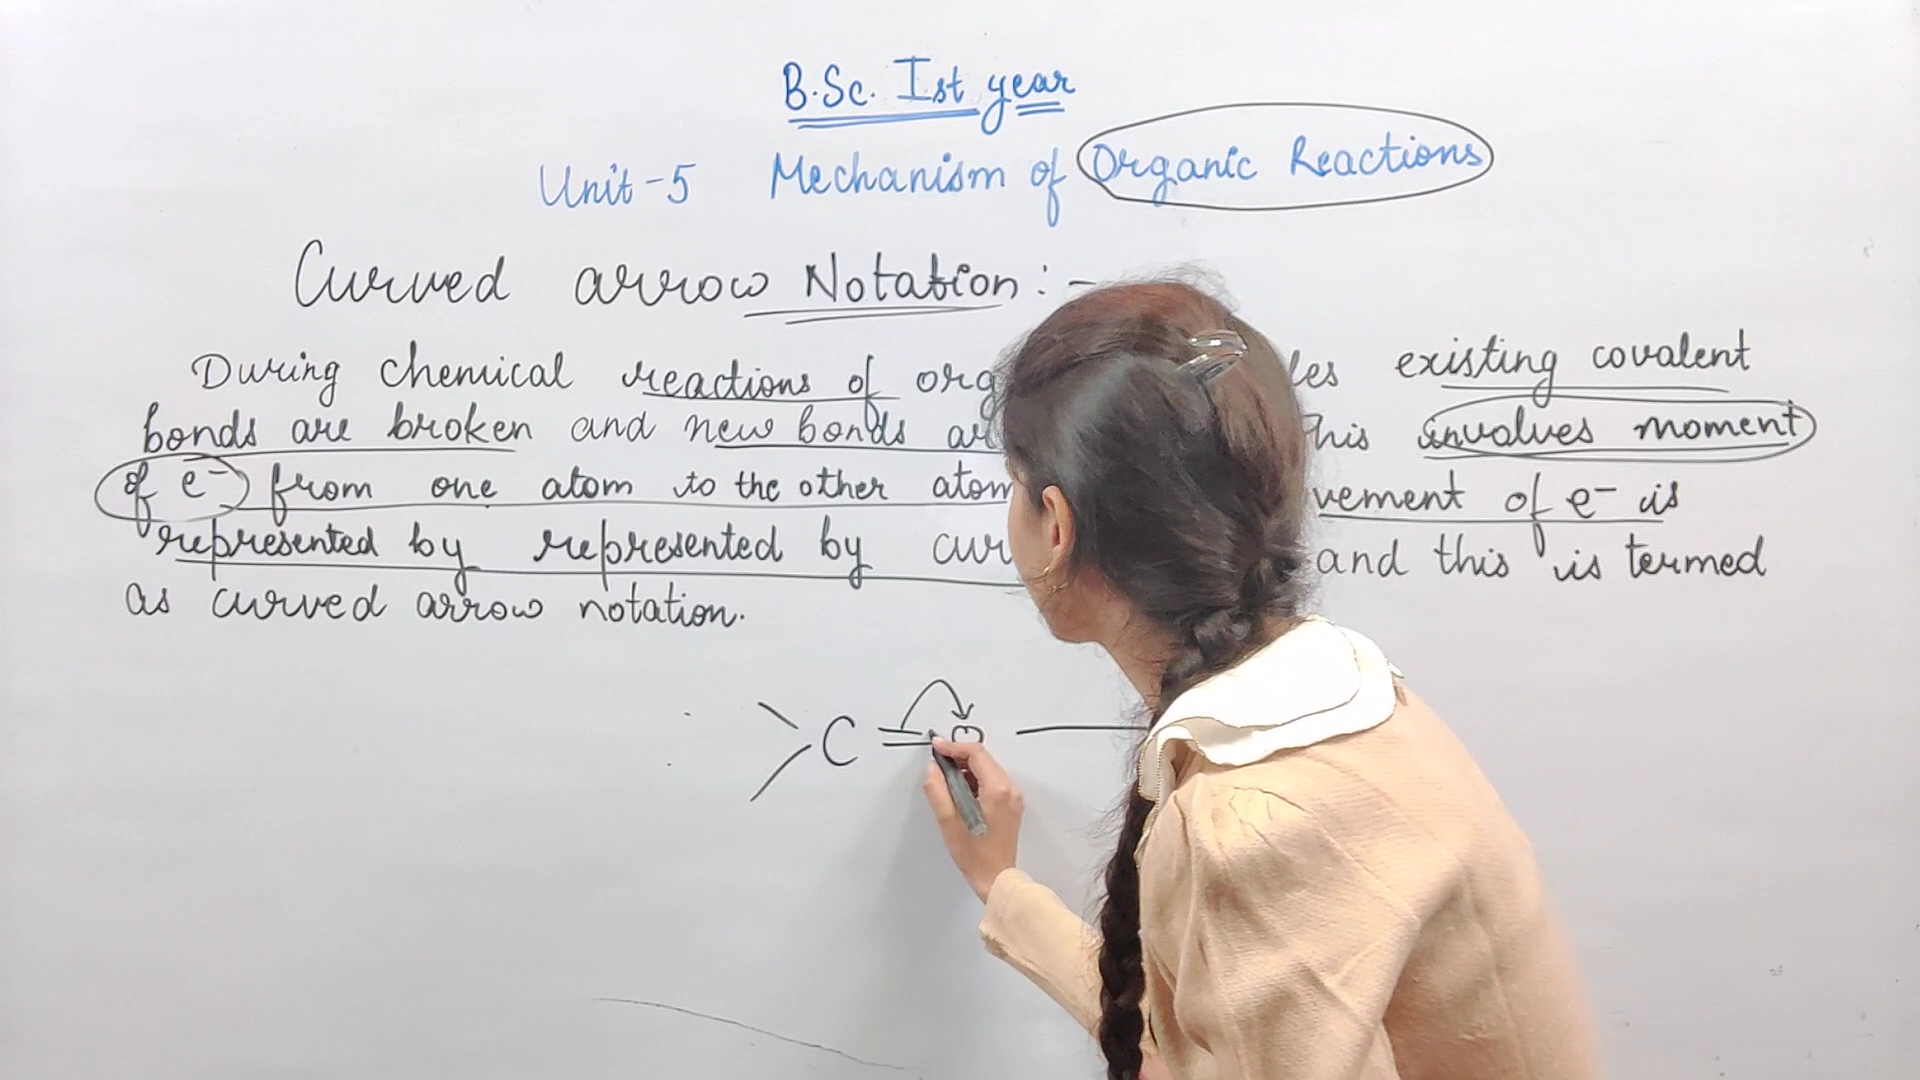 B.Sc. Ist year
Unit-5 Mechanism of Organic Reactions
Curved arrow Notation :-
During chemical reactions of org les existing covalent
bonds are broken and new bonds a his involves moment
of e⁻ from one atom to the other atom vement of e⁻ is
represented by represented by cur and this is termed
as curved arrow notation.
C = O